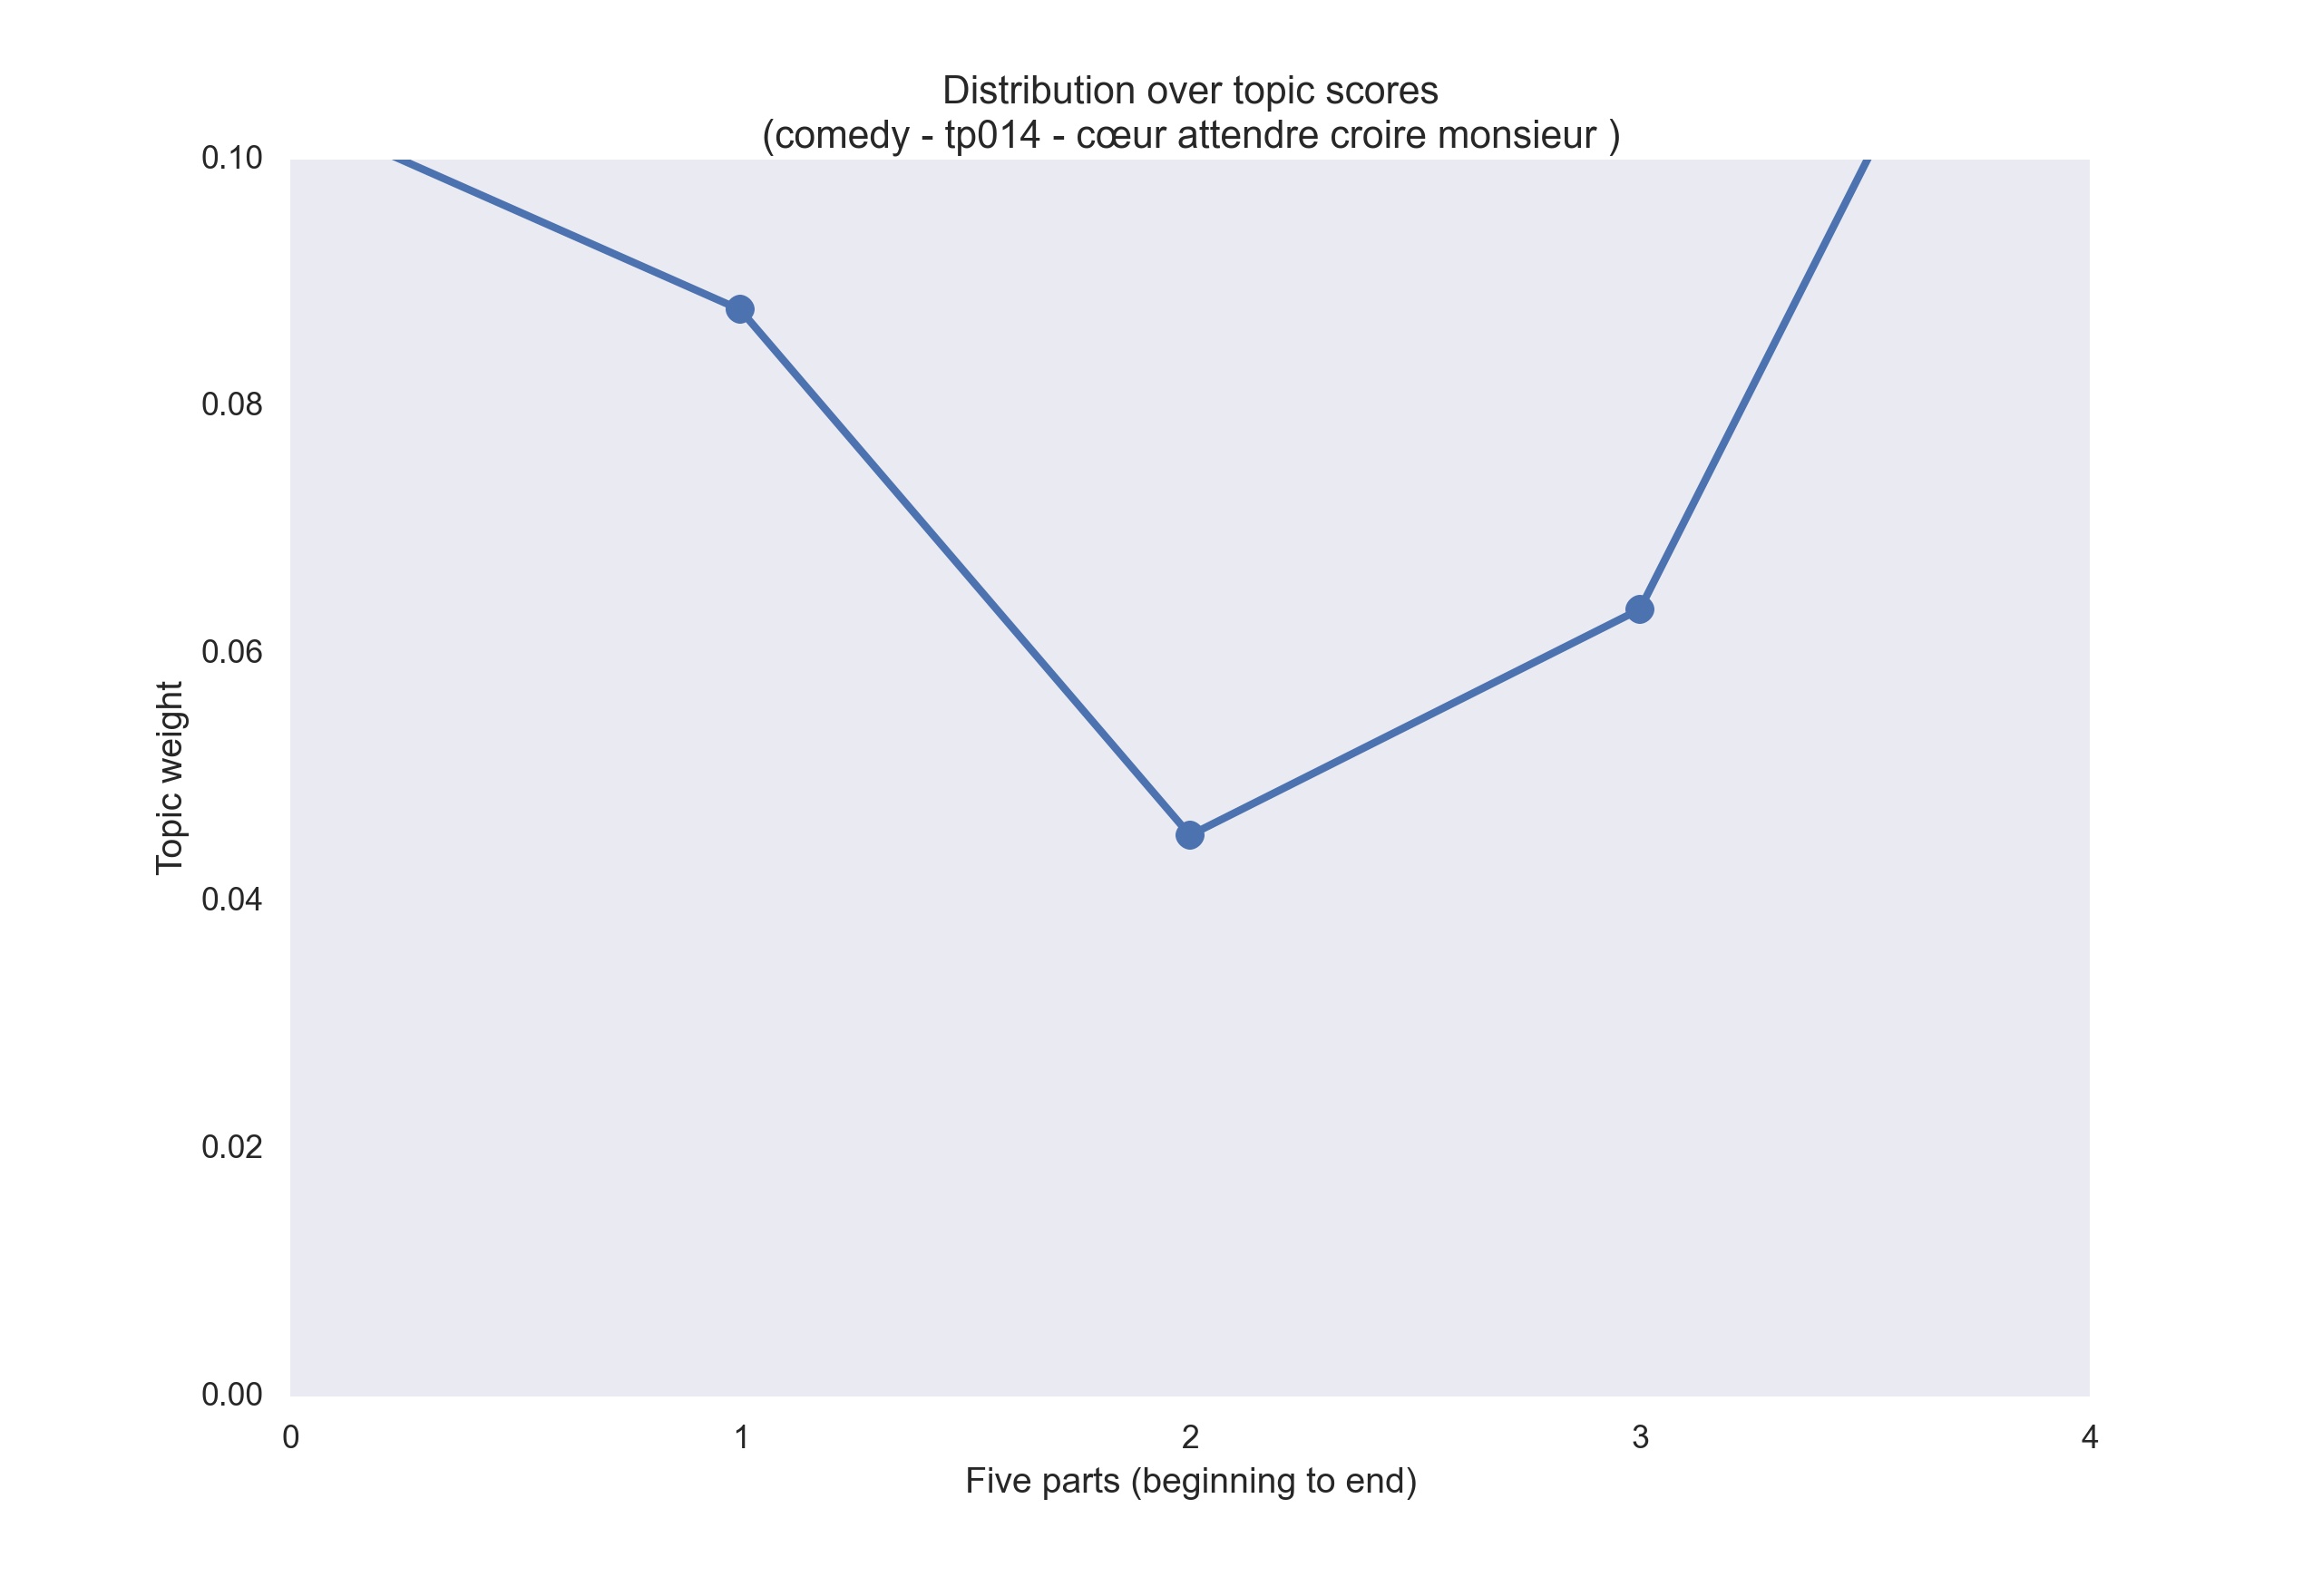 Distribution over topic scores
(comedy - tp014 - cœur attendre croire monsieur )
0.10
0.08
0.06
0.04
0.02
0.00
Topic weight
0 1 2 3 4
Five parts (beginning to end)